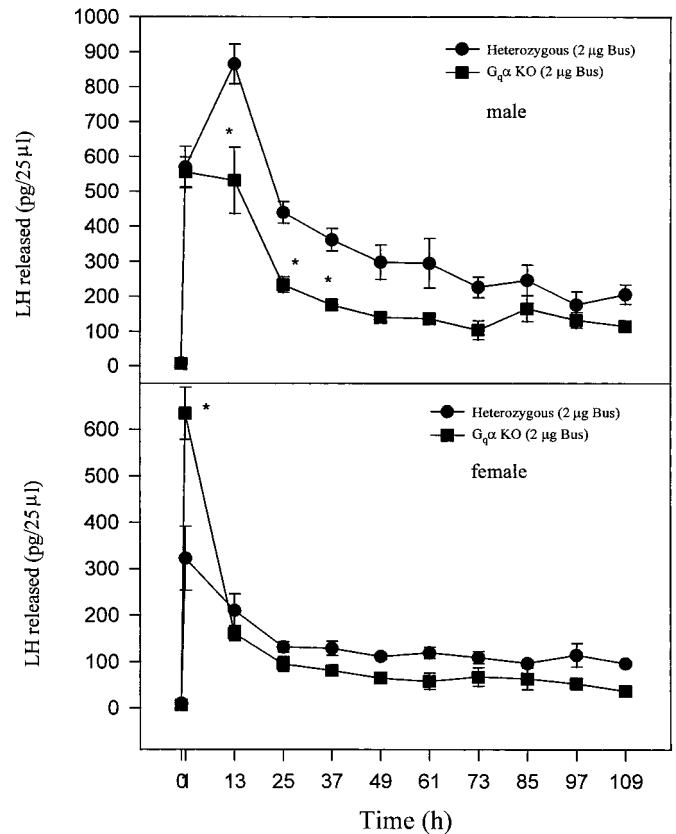 1000
900
800
700
600
500
400
300
200
100
0
LH released (pg/25 µl)
Heterozygous (2 µg Bus)
Gqα KO (2 µg Bus)
male
*
*
*
600
500
400
300
200
100
0
LH released (pg/25 µl)
Heterozygous (2 µg Bus)
Gqα KO (2 µg Bus)
female
*
0 1 13 25 37 49 61 73 85 97 109
Time (h)